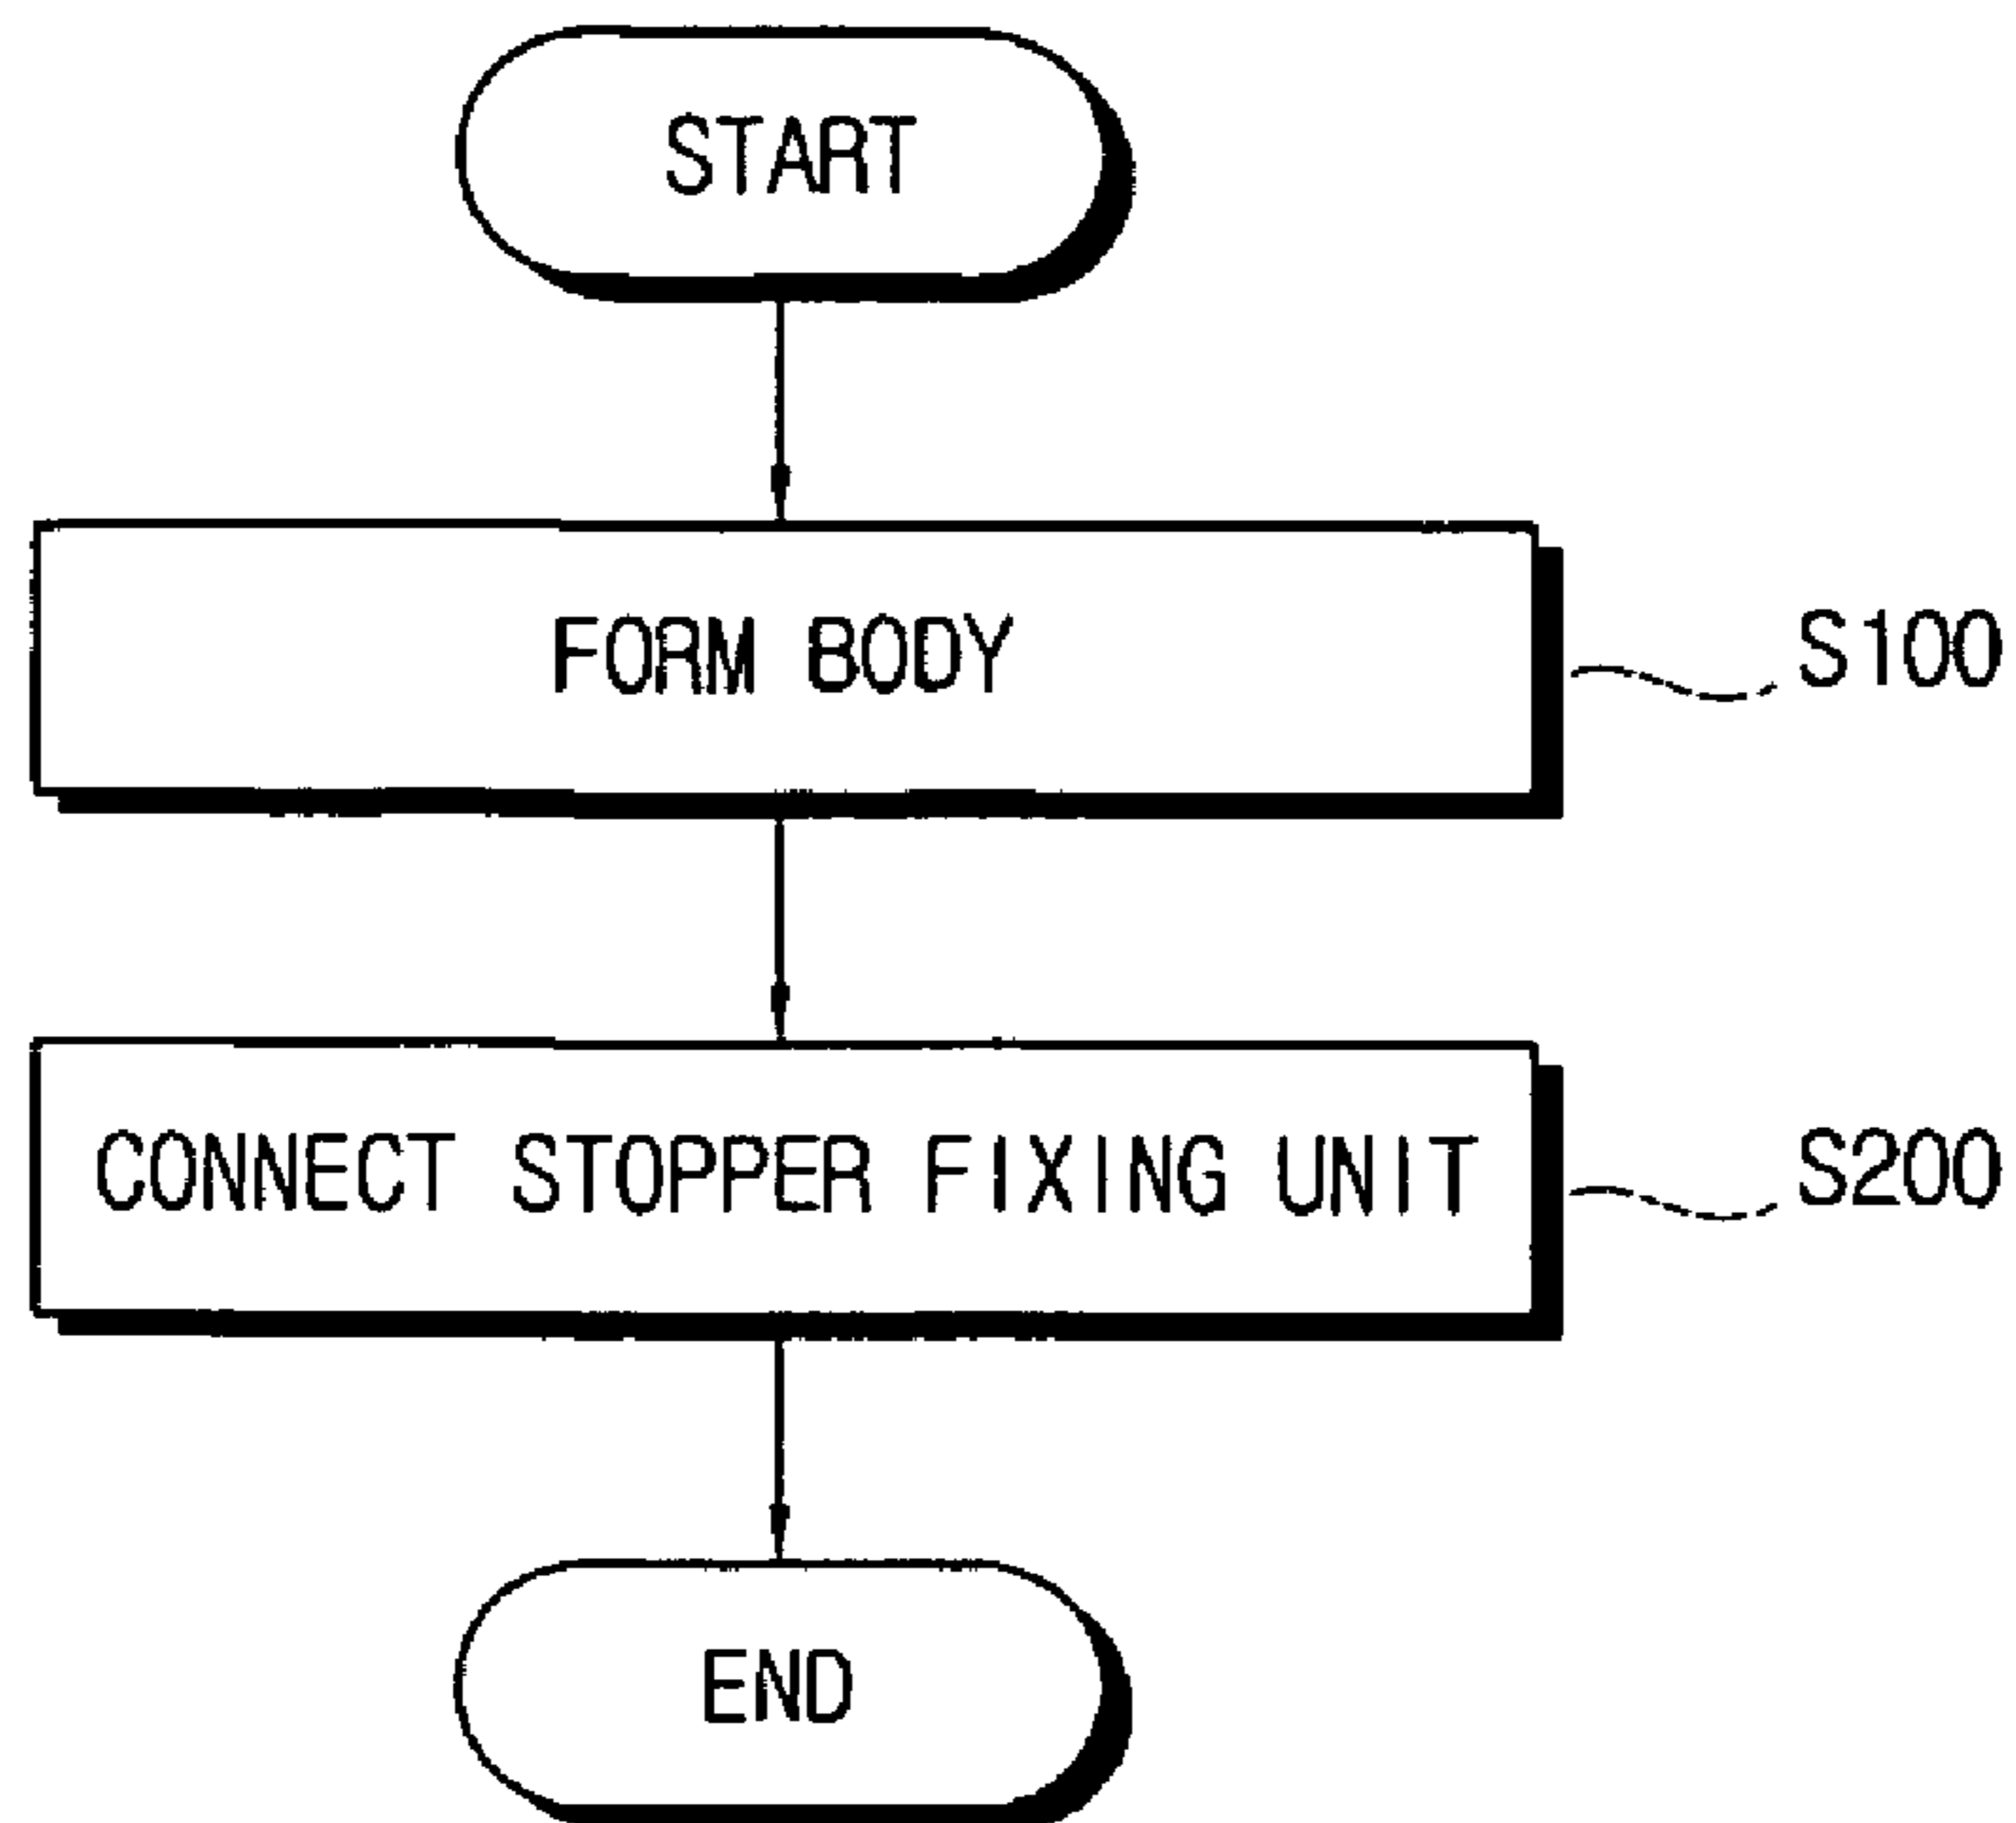 START
FORM BODY
S100
CONNECT STOPPER FIXING UNIT
S200
END